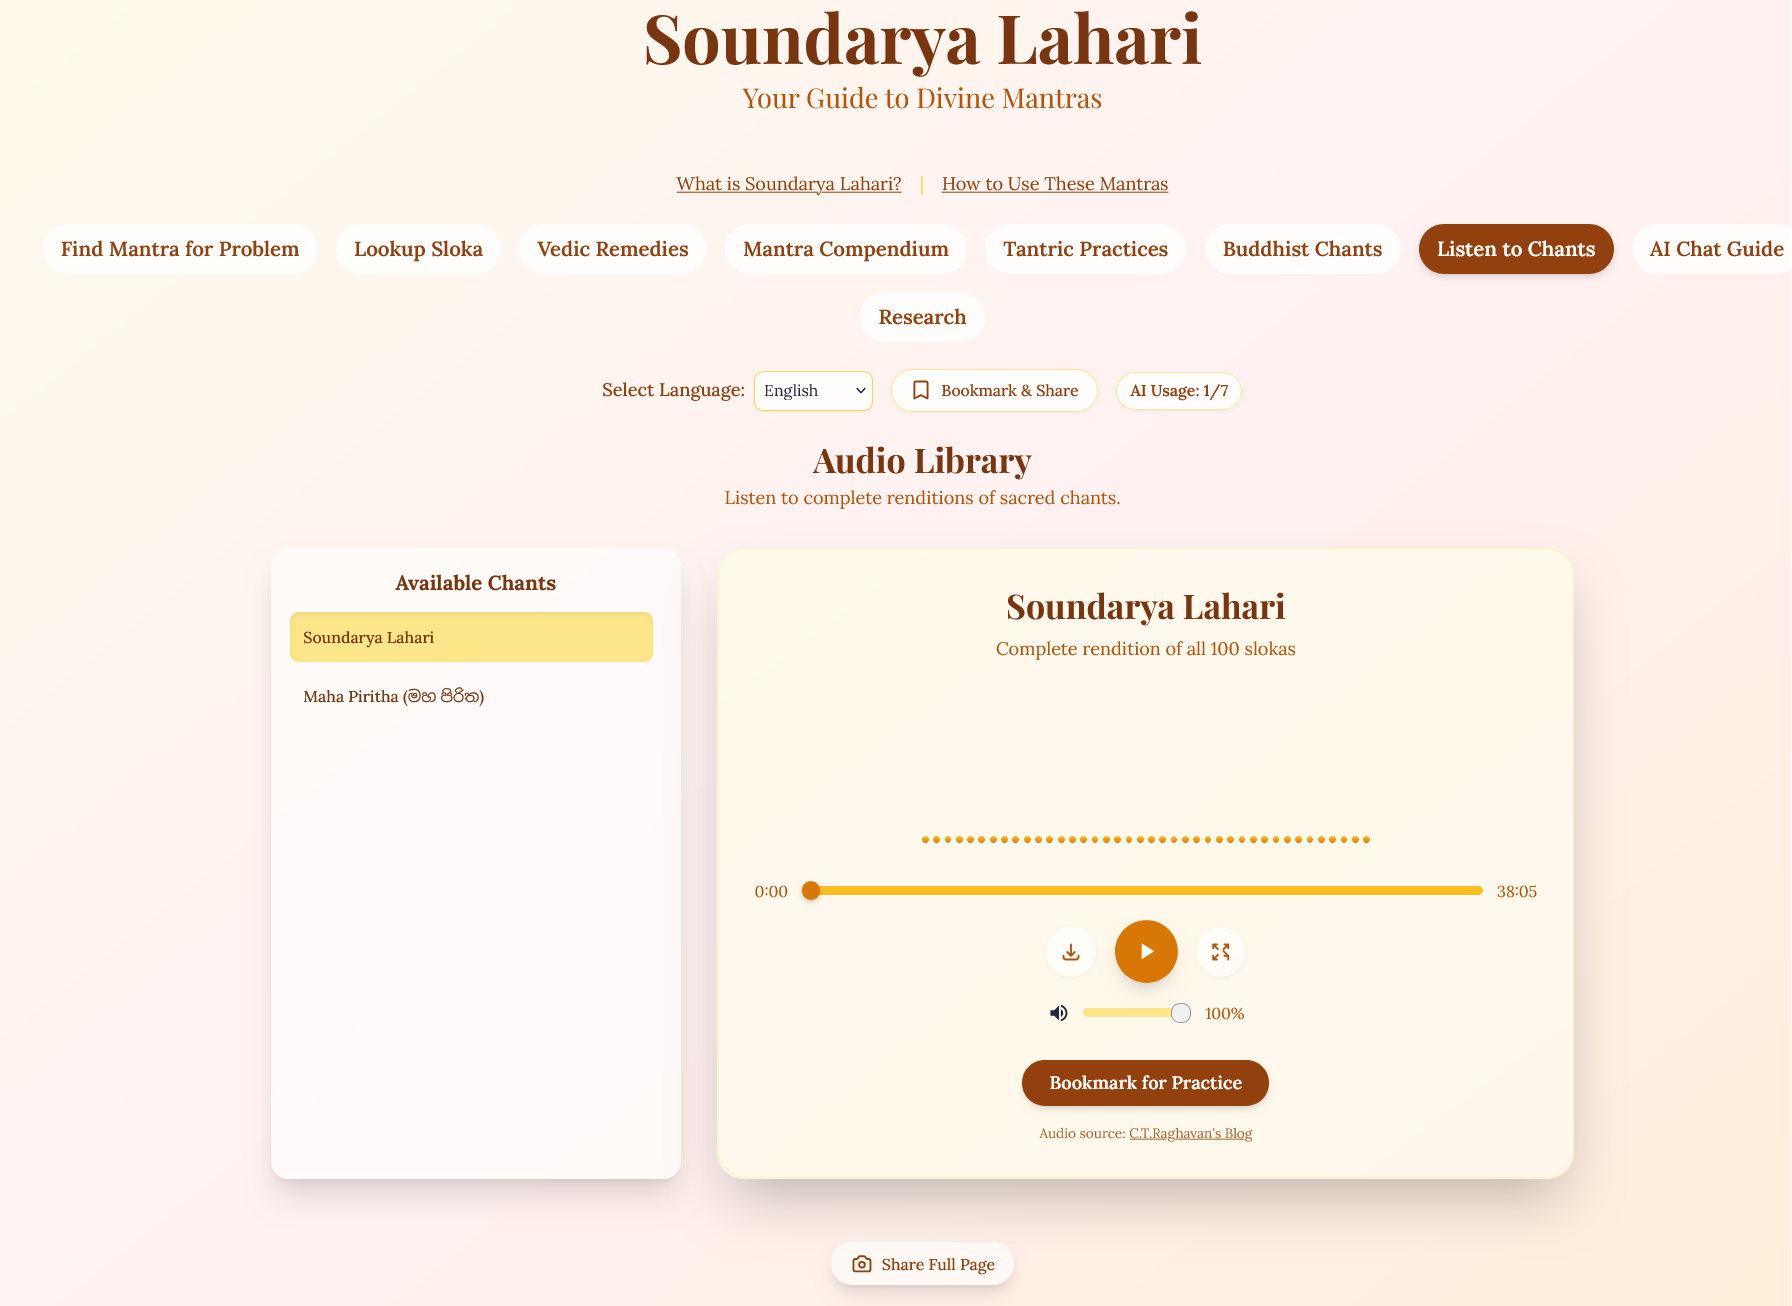 Soundarya Lahari
Your Guide to Divine Mantras
What is Soundarya Lahari? | How to Use These Mantras
Find Mantra for Problem Lookup Sloka Vedic Remedies Mantra Compendium Tantric Practices Buddhist Chants Listen to Chants AI Chat Guide
Research
Select Language: English Bookmark & Share AI Usage: 1/7
Audio Library
Listen to complete renditions of sacred chants.
Available Chants
Soundarya Lahari
Maha Piritha (මහ පිරිත)
Soundarya Lahari
Complete rendition of all 100 slokas
0:00 38:05
100%
Bookmark for Practice
Audio source: C.T.Raghavan's Blog
Share Full Page